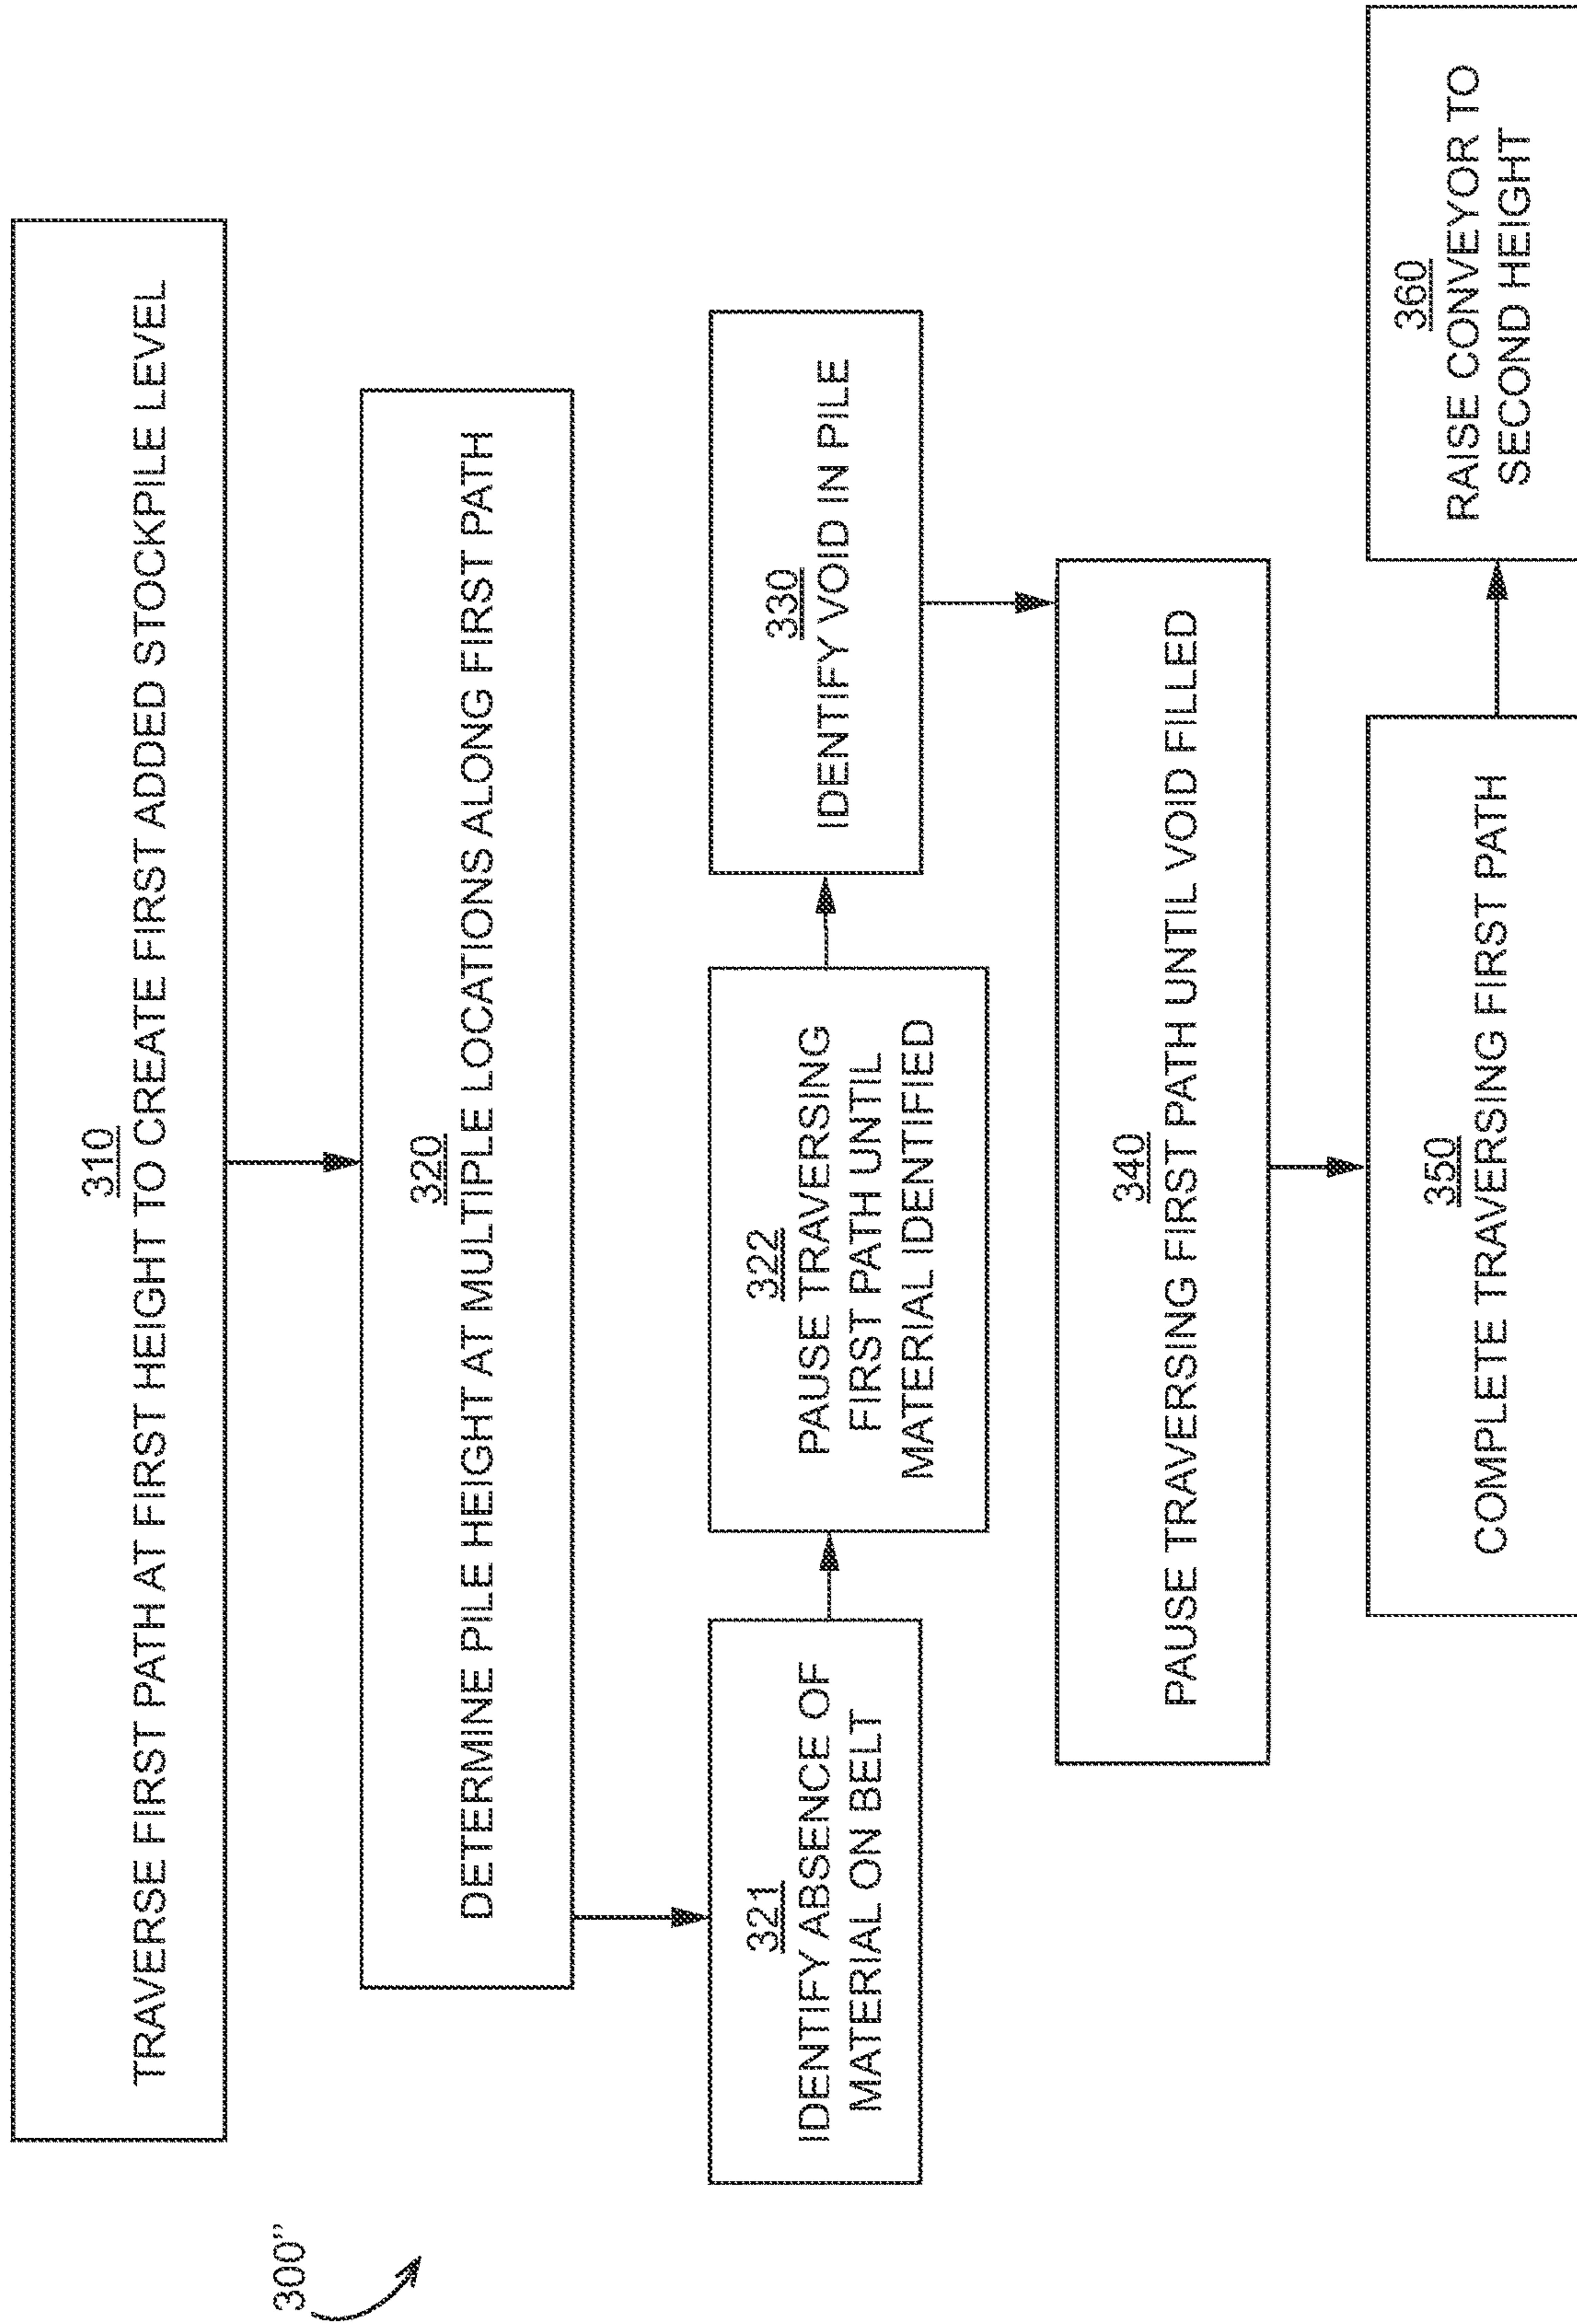 300”
310
TRAVERSE FIRST PATH AT FIRST HEIGHT TO CREATE FIRST ADDED STOCKPILE LEVEL
320
DETERMINE PILE HEIGHT AT MULTIPLE LOCATIONS ALONG FIRST PATH
321
IDENTIFY ABSENCE OF
MATERIAL ON BELT
322
PAUSE TRAVERSING
FIRST PATH UNTIL
MATERIAL IDENTIFIED
330
IDENTIFY VOID IN PILE
340
PAUSE TRAVERSING FIRST PATH UNTIL VOID FILLED
350
COMPLETE TRAVERSING FIRST PATH
360
RAISE CONVEYOR TO
SECOND HEIGHT